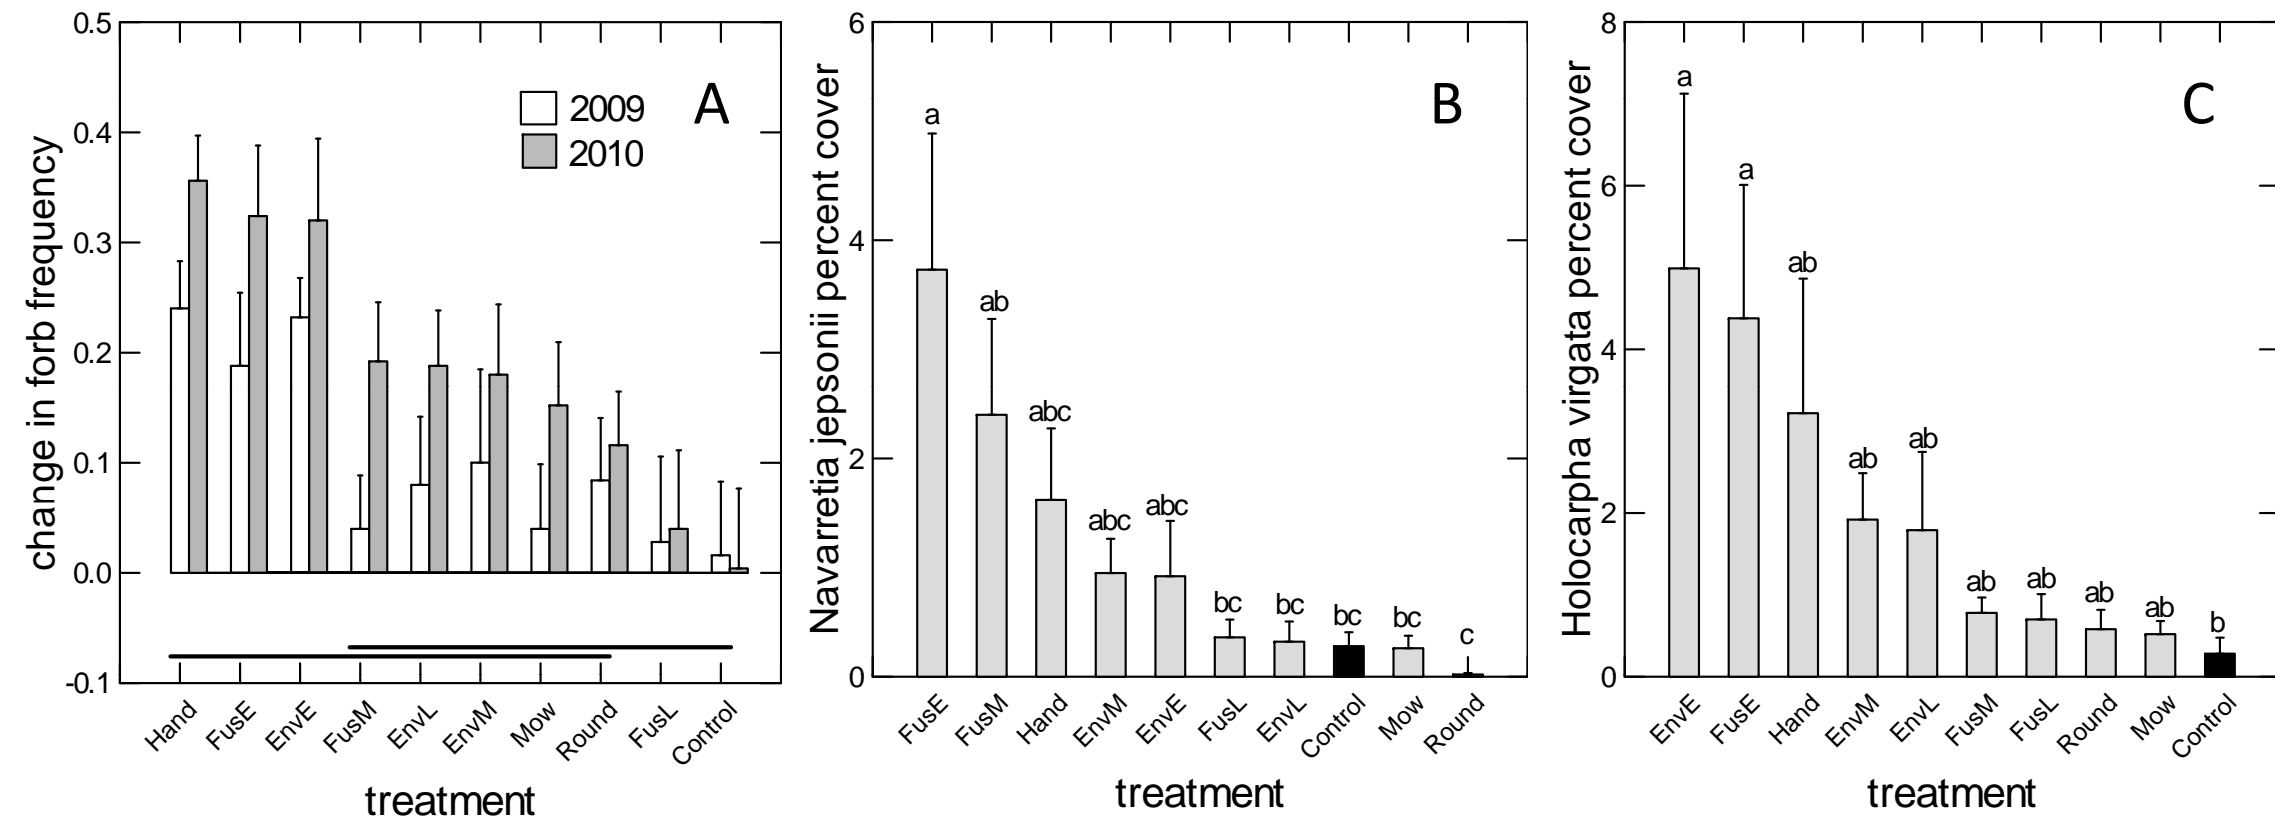 A
2009
2010
change in forb frequency
0.5
0.4
0.3
0.2
0.1
0.0
-0.1
Hand
FusE
EnvE
FusM
EnvL
EnvM
Mow
Round
FusL
Control
treatment
B
Navarretia jepsonii percent cover
6
4
2
0
a
ab
abc
abc
abc
bc
bc
bc
bc
c
FusE
FusM
Hand
EnvM
EnvE
FusL
EnvL
Control
Mow
Round
treatment
C
Holocarpha virgata percent cover
8
6
4
2
0
a
a
ab
ab
ab
ab
ab
ab
ab
b
EnvE
FusE
Hand
EnvM
EnvL
FusM
FusL
Round
Mow
Control
treatment